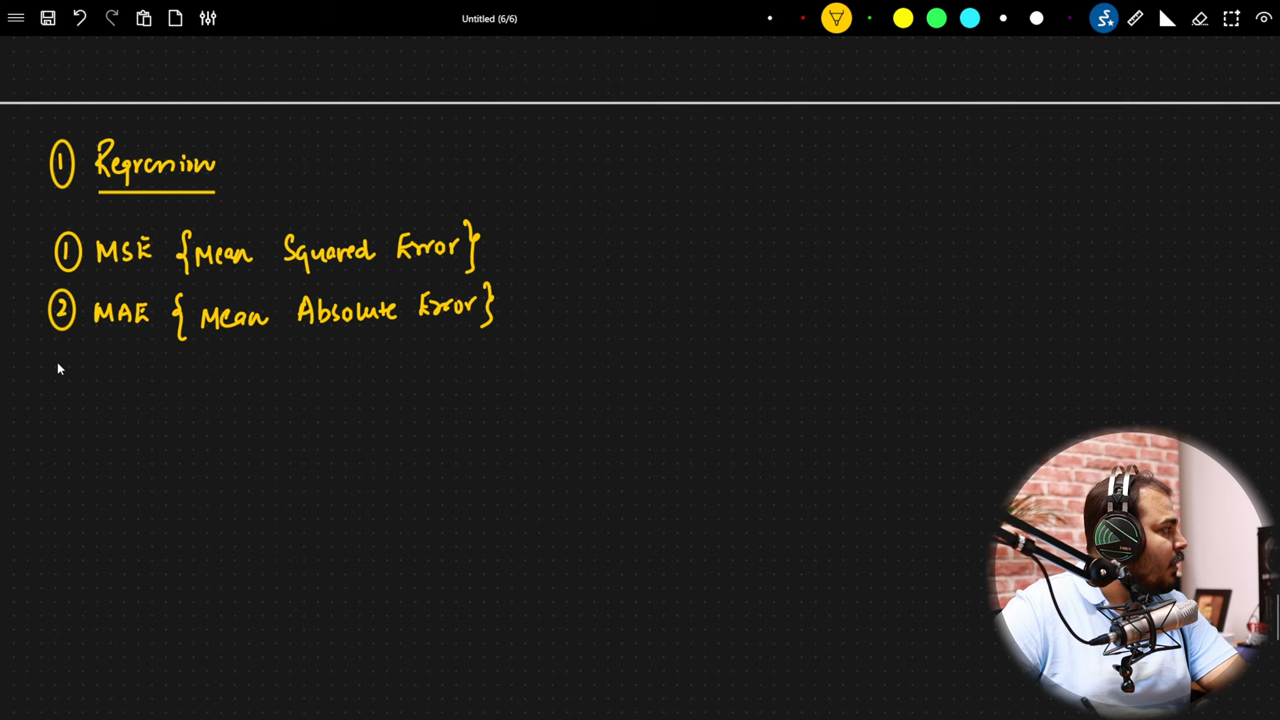 Untitled (6/6)
① Regression
① MSE {Mean Squared Error}
② MAE {Mean Absolute Error}